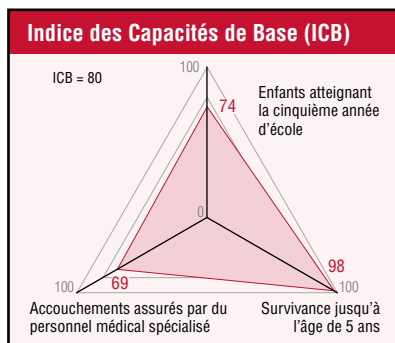 Indice des Capacités de Base (ICB)
ICB = 80
100
Enfants atteignant
la cinquième année
d'école
74
0
98
69
100
100
Accouchements assurés par du
personnel médical spécialisé
Survivance jusqu'à
l'âge de 5 ans